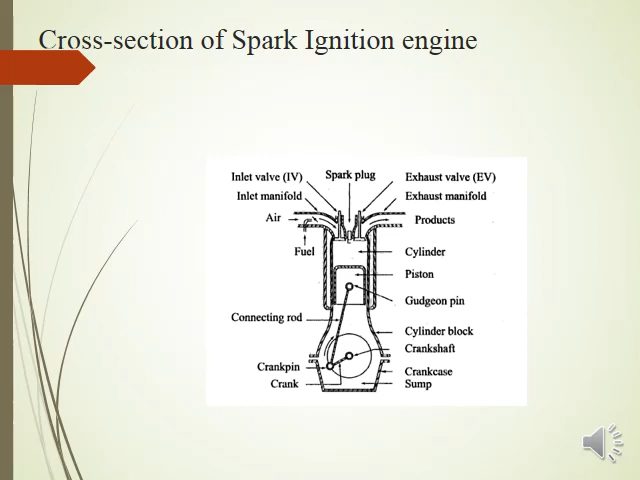 Cross-section of Spark Ignition engine
Inlet valve (IV)
Spark plug
Exhaust valve (EV)
Inlet manifold
Exhaust manifold
Air
Products
Fuel
Cylinder
Piston
Gudgeon pin
Connecting rod
Cylinder block
Crankshaft
Crankpin
Crankcase
Crank
Sump